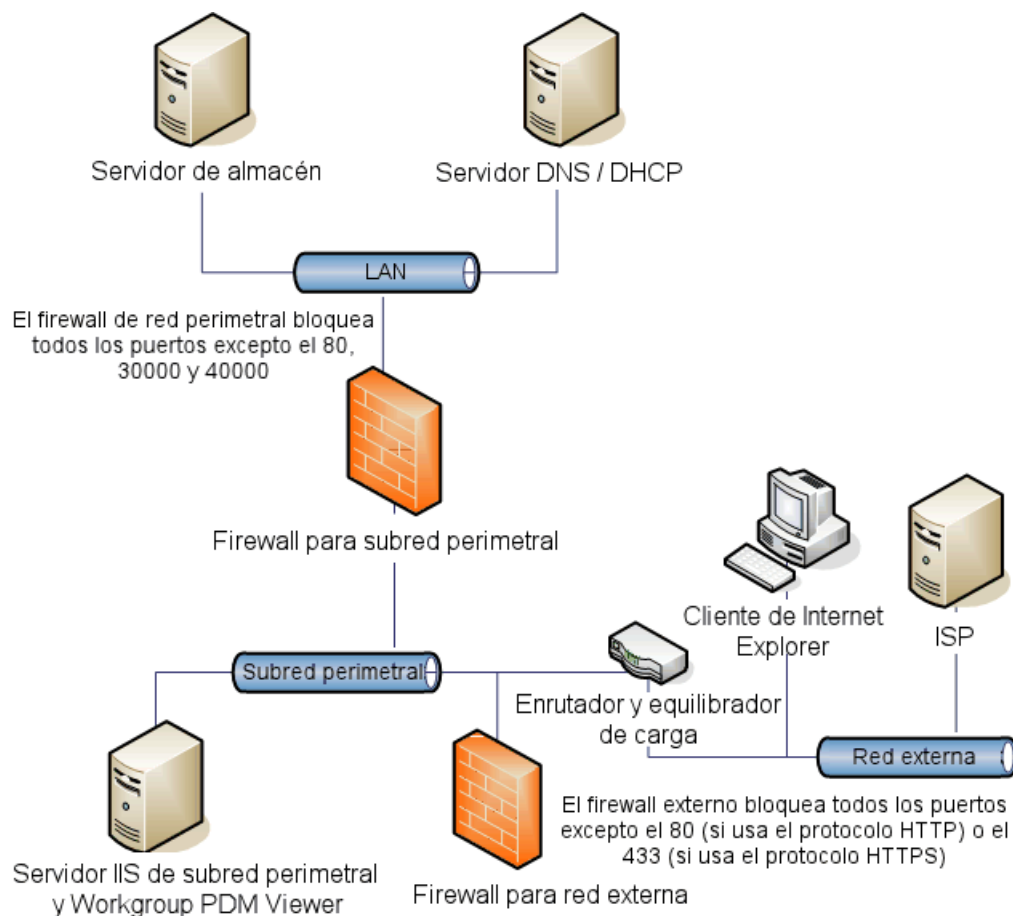 Servidor de almacén
Servidor DNS / DHCP
LAN
El firewall de red perimetral bloquea
todos los puertos excepto el 80,
30000 y 40000
Firewall para subred perimetral
Cliente de Internet
Explorer
ISP
Subred perimetral
Enrutador y equilibrador
de carga
Red externa
El firewall externo bloquea todos los puertos
excepto el 80 (si usa el protocolo HTTP) o el
433 (si usa el protocolo HTTPS)
Servidor IIS de subred perimetral
y Workgroup PDM Viewer
Firewall para red externa